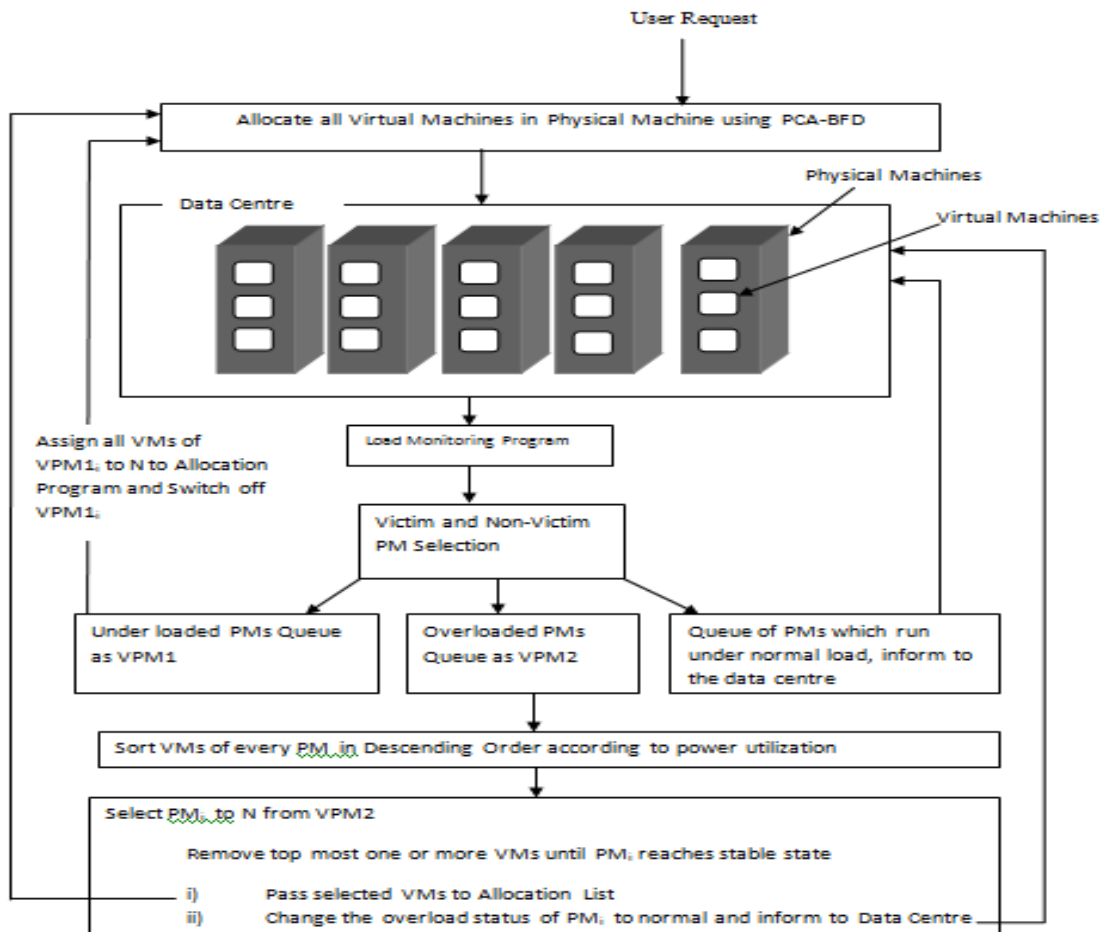 User Request
Allocate all Virtual Machines in Physical Machine using PCA-BFD
Physical Machines
Data Centre
Virtual Machines
Load Monitoring Program
Assign all VMs of
VPM1ᵢ to N to Allocation
Program and Switch off
VPM1ᵢ
Victim and Non-Victim
PM Selection
Under loaded PMs Queue
as VPM1
Overloaded PMs
Queue as VPM2
Queue of PMs which run
under normal load, inform to
the data centre
Sort VMs of every PM in Descending Order according to power utilization
Select PMᵢ to N from VPM2
Remove top most one or more VMs until PMᵢ reaches stable state
i) Pass selected VMs to Allocation List
ii) Change the overload status of PMᵢ to normal and inform to Data Centre